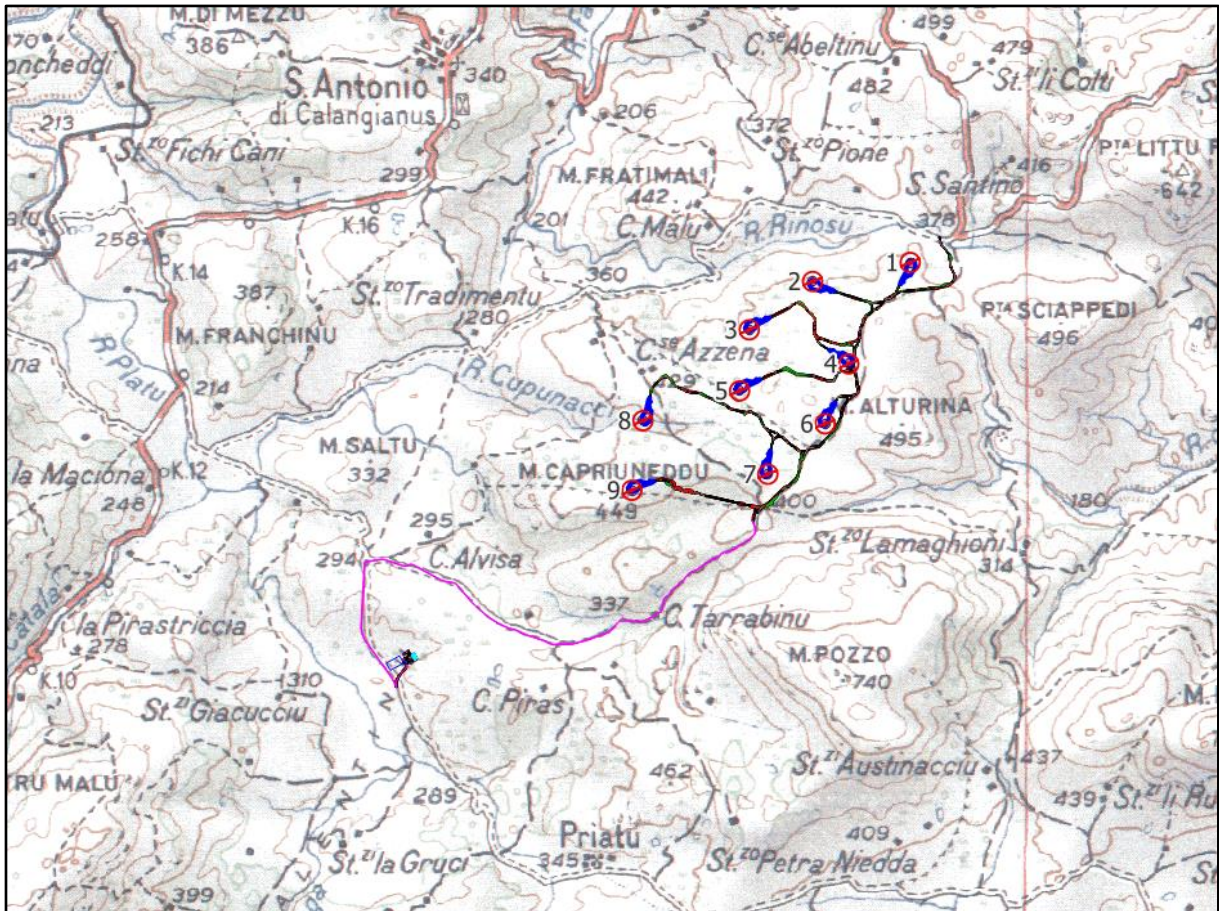 M. DI MEZZU
386
S. Antonio
di Calangianus
340
213
St.zo Fichi Cani
299
258
K.16
K.14
201
206
M. FRATIMALI
442
C. Malu
372
St.zo Pione
C.se Abeltinu
482
499
479
St.zi li Colti
416
642
S. Santino
378
R. Rinosu
360
387
St.zo Tradimentu
280
M. FRANCHINU
R. Platu
214
1
2
3
4
5
6
7
8
9
PTA SCIAPPEDI
496
C.se Azzena
R. Cupunacci
ALTURINA
495
M. SALTU
332
M. CAPRIUNEDDU
449
400
180
la Maciona
K.12
248
295
294
C. Alvisa
St.zo Lamaghioni
314
337
C. Tarrabinu
la Pirastriccia
278
K.10
310
St.zi Giacucciu
C. Piras
M. POZZO
740
TRU MALU
289
462
St.zi Austinacciu
437
439
409
Priatu
345
St.zi la Gruci
St.zo Petra Niedda
399